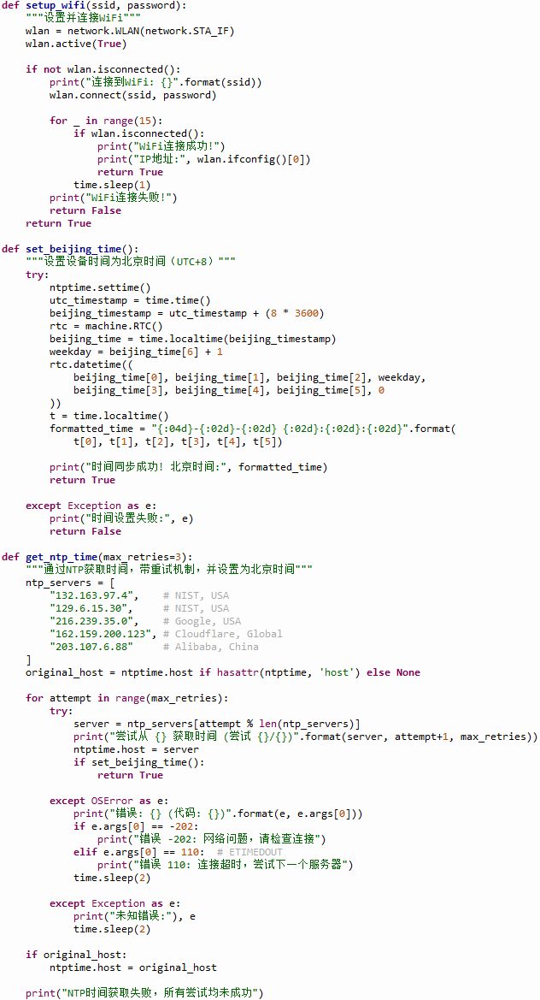 def setup_wifi(ssid, password):
    """设置并连接WiFi"""
    wlan = network.WLAN(network.STA_IF)
    wlan.active(True)

    if not wlan.isconnected():
        print("连接到WiFi: {}".format(ssid))
        wlan.connect(ssid, password)

        for _ in range(15):
            if wlan.isconnected():
                print("WiFi连接成功!")
                print("IP地址:", wlan.ifconfig()[0])
                return True
            time.sleep(1)
        print("WiFi连接失败!")
        return False
    return True

def set_beijing_time():
    """设置设备时间为北京时间（UTC+8）"""
    try:
        ntptime.settime()
        utc_timestamp = time.time()
        beijing_timestamp = utc_timestamp + (8 * 3600)
        rtc = machine.RTC()
        beijing_time = time.localtime(beijing_timestamp)
        weekday = beijing_time[6] + 1
        rtc.datetime((
            beijing_time[0], beijing_time[1], beijing_time[2], weekday,
            beijing_time[3], beijing_time[4], beijing_time[5], 0
        ))
        t = time.localtime()
        formatted_time = "{:04d}-{:02d}-{:02d} {:02d}:{:02d}:{:02d}".format(
            t[0], t[1], t[2], t[3], t[4], t[5])

        print("时间同步成功! 北京时间:", formatted_time)
        return True

    except Exception as e:
        print("时间设置失败:", e)
        return False

def get_ntp_time(max_retries=3):
    """通过NTP获取时间，带重试机制，并设置为北京时间"""
    ntp_servers = [
        "132.163.97.4",    # NIST, USA
        "129.6.15.30",     # NIST, USA
        "216.239.35.0",    # Google, USA
        "162.159.200.123", # Cloudflare, Global
        "203.107.6.88"     # Alibaba, China
    ]
    original_host = ntptime.host if hasattr(ntptime, 'host') else None

    for attempt in range(max_retries):
        try:
            server = ntp_servers[attempt % len(ntp_servers)]
            print("尝试从 {} 获取时间 (尝试 {}/{})".format(server, attempt+1, max_retries))
            ntptime.host = server
            if set_beijing_time():
                return True

        except OSError as e:
            print("错误: {} (代码: {})".format(e, e.args[0]))
            if e.args[0] == -202:
                print("错误 -202: 网络问题，请检查连接")
            elif e.args[0] == 110:  # ETIMEDOUT
                print("错误 110: 连接超时，尝试下一个服务器")
            time.sleep(2)

        except Exception as e:
            print("未知错误:"), e
            time.sleep(2)

    if original_host:
        ntptime.host = original_host

    print("NTP时间获取失败，所有尝试均未成功")